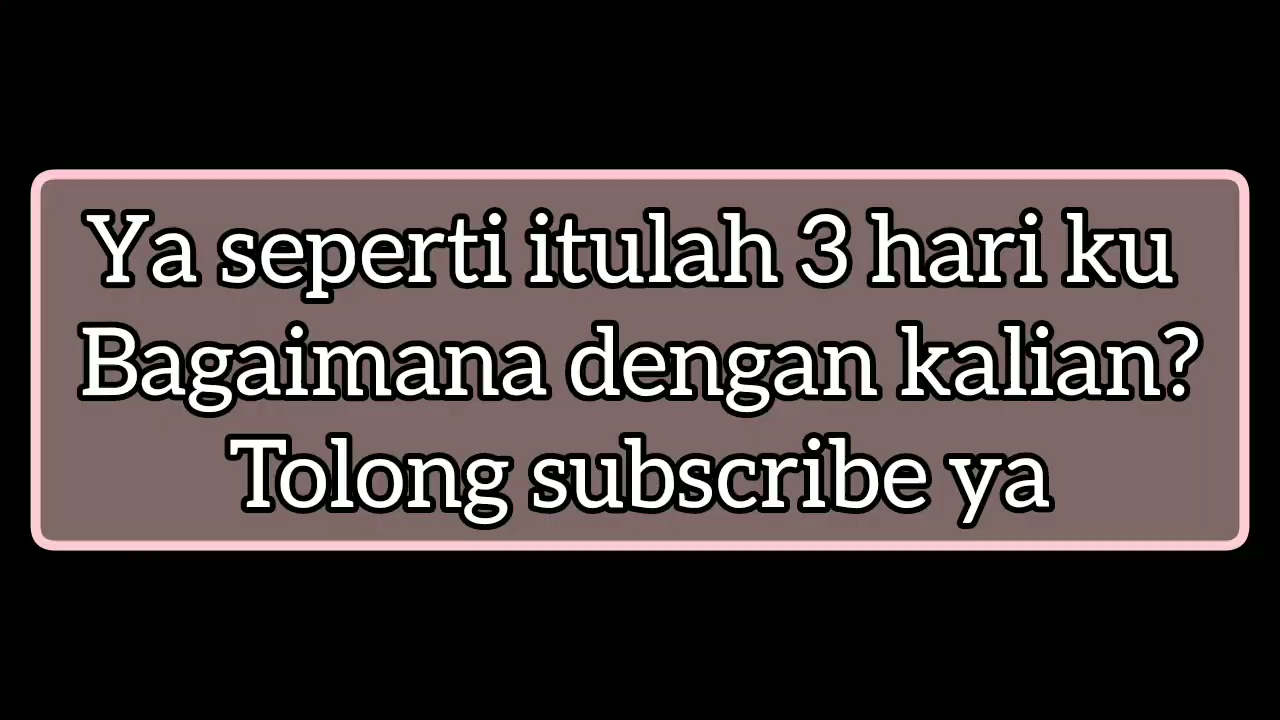 Ya seperti itulah 3 hari ku
Bagaimana dengan kalian?
Tolong subscribe ya